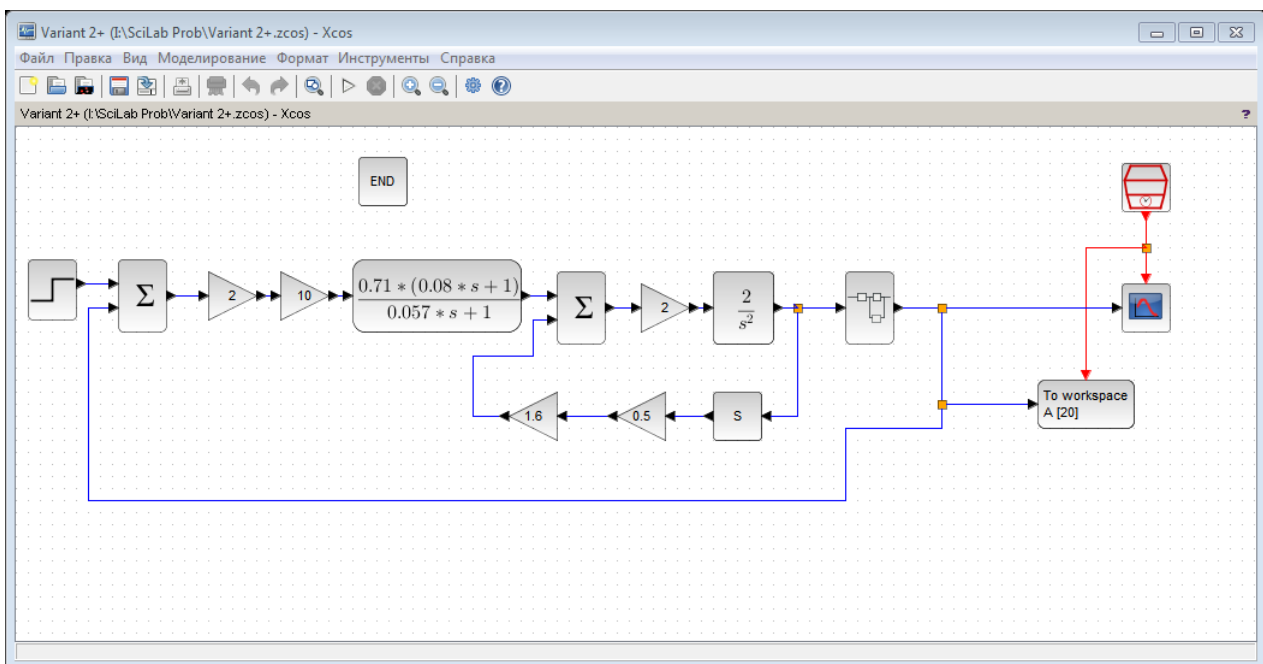 Variant 2+ (I:\SciLab Prob\Variant 2+.zcos) - Xcos
Файл Правка Вид Моделирование Формат Инструменты Справка
Variant 2+ (I:\SciLab Prob\Variant 2+.zcos) - Xcos
?
END
Σ
2
10
0.71 * (0.08 * s + 1)
0.057 * s + 1
Σ
2
2
s²
1.6
0.5
S
To workspace
A [20]